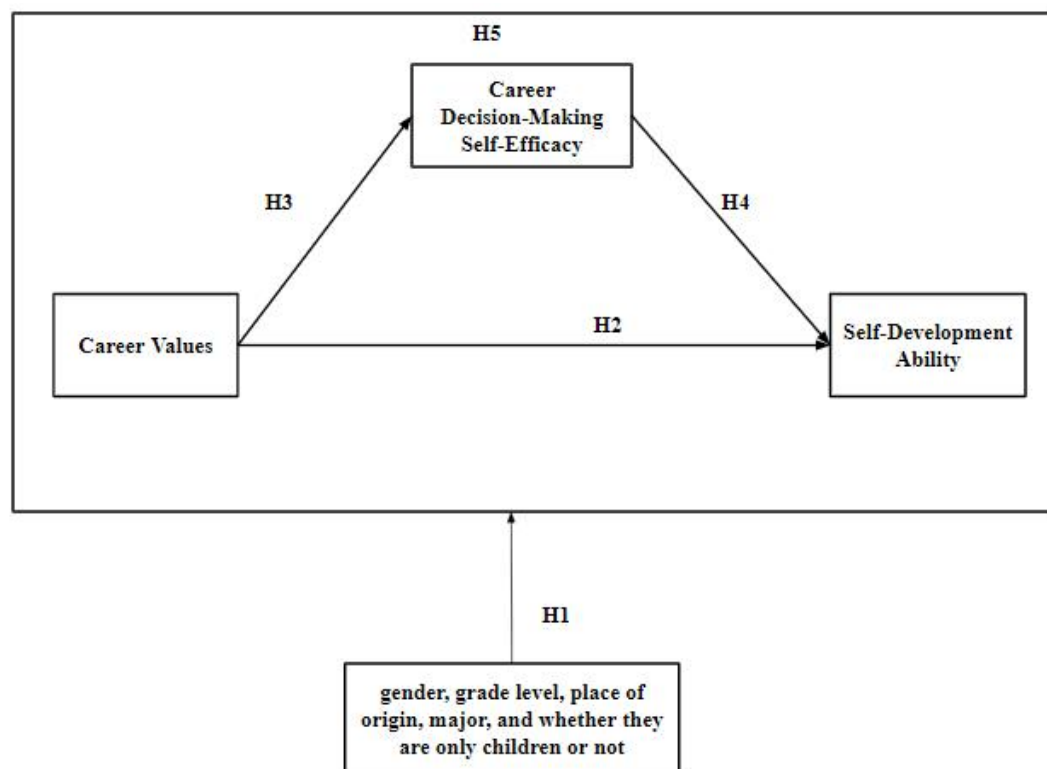 H5
Career
Decision-Making
Self-Efficacy
H3
H4
Career Values
H2
Self-Development
Ability
H1
gender, grade level, place of
origin, major, and whether they
are only children or not